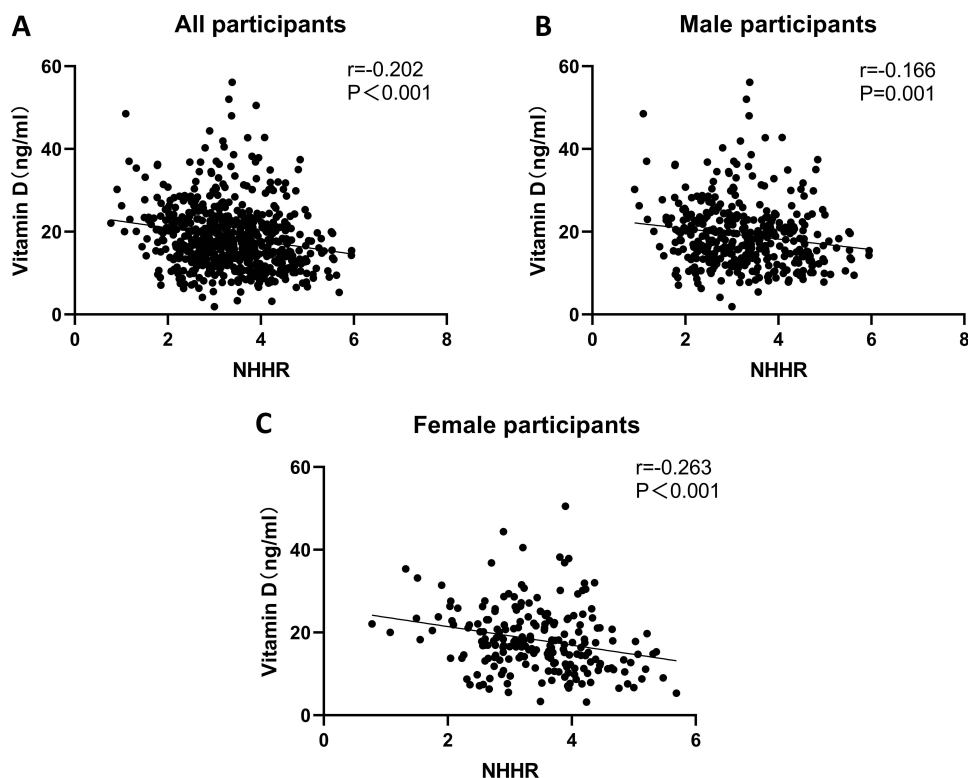 A
All participants
r=-0.202
P＜0.001
Vitamin D（ng/ml）
60
40
20
0
0 2 4 6 8
NHHR
B
Male participants
r=-0.166
P=0.001
Vitamin D（ng/ml）
60
40
20
0
0 2 4 6 8
NHHR
C
Female participants
r=-0.263
P＜0.001
Vitamin D（ng/ml）
60
40
20
0
0 2 4 6
NHHR